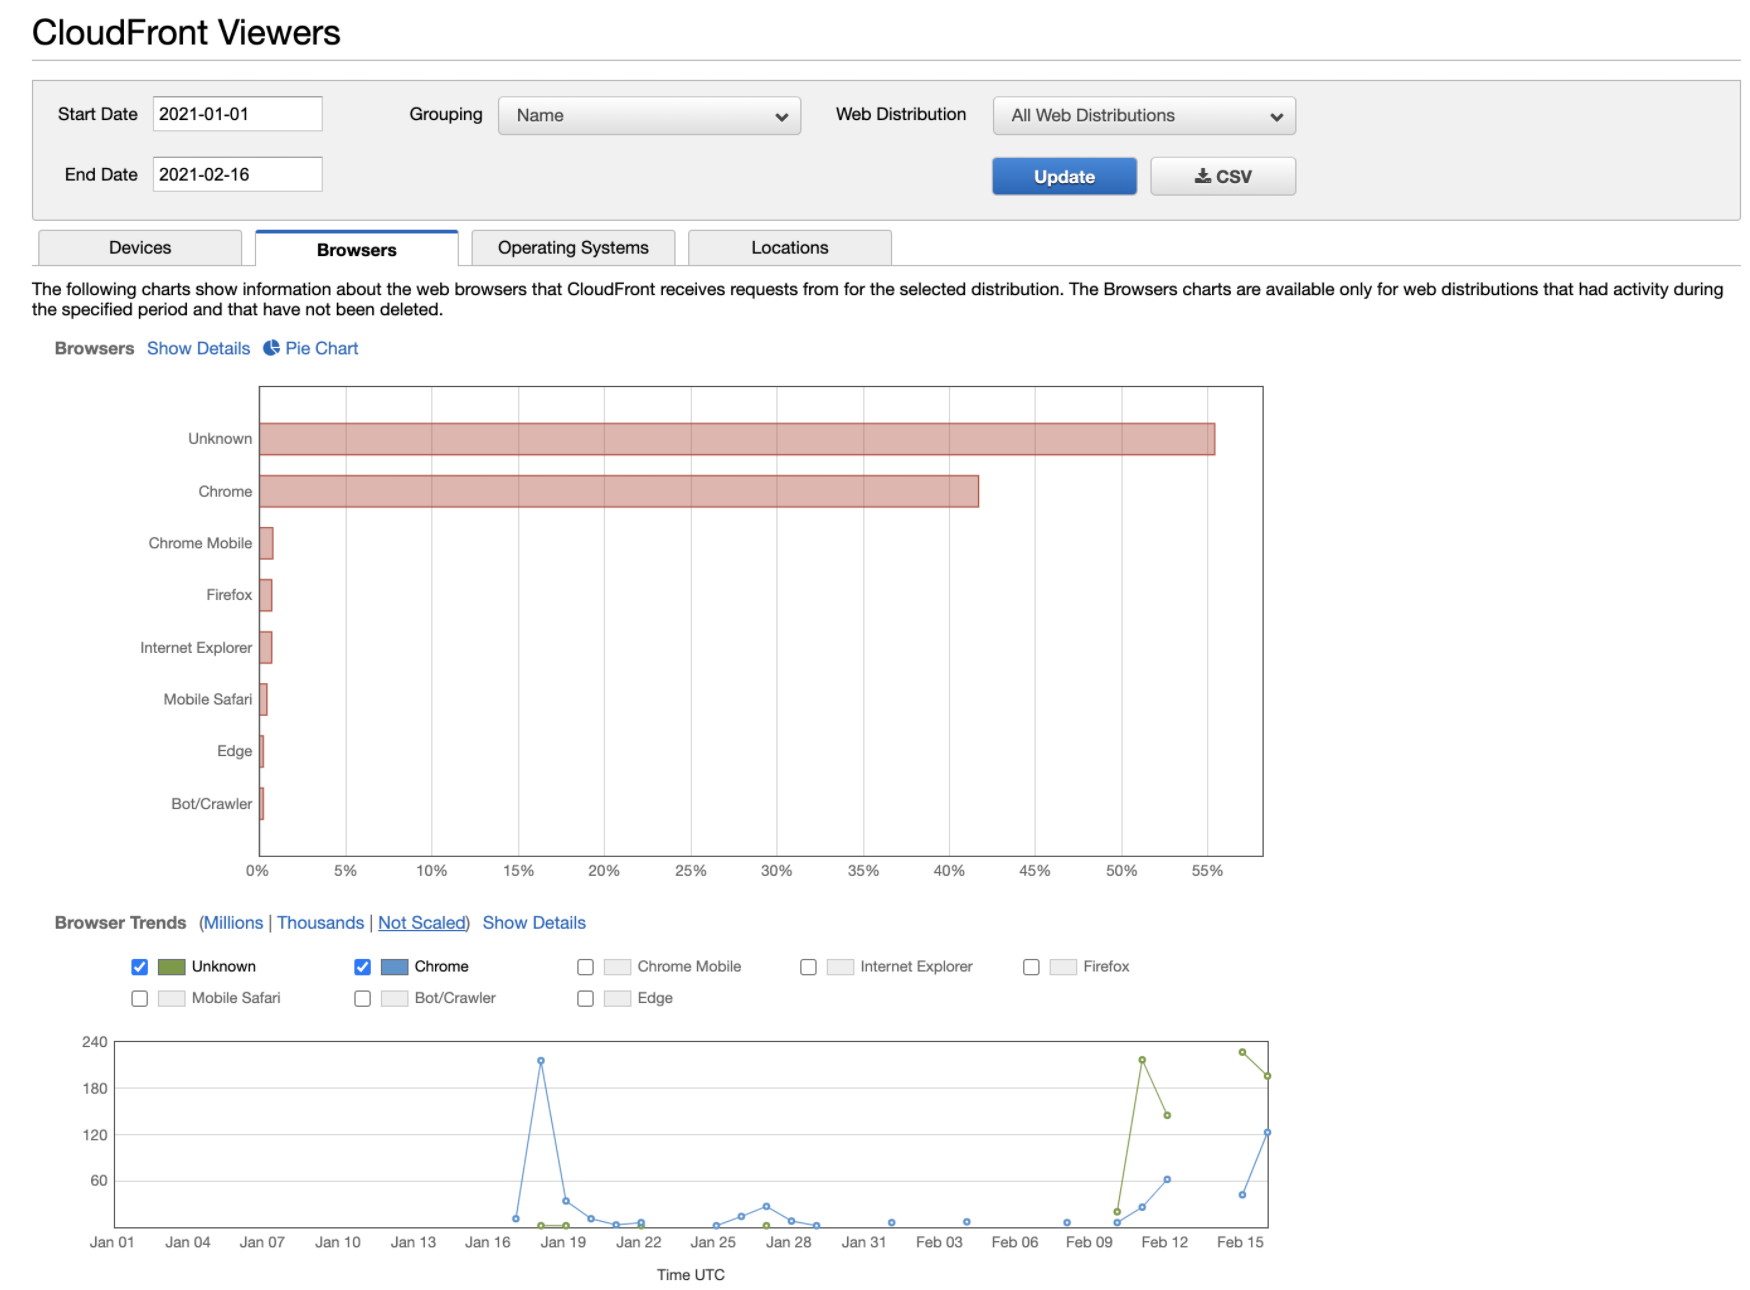 CloudFront Viewers
Start Date 2021-01-01 Grouping Name Web Distribution All Web Distributions
End Date 2021-02-16 Update CSV
Devices Browsers Operating Systems Locations
The following charts show information about the web browsers that CloudFront receives requests from for the selected distribution. The Browsers charts are available only for web distributions that had activity during
the specified period and that have not been deleted.
Browsers Show Details Pie Chart
Unknown
Chrome
Chrome Mobile
Firefox
Internet Explorer
Mobile Safari
Edge
Bot/Crawler
0% 5% 10% 15% 20% 25% 30% 35% 40% 45% 50% 55%
Browser Trends (Millions | Thousands | Not Scaled) Show Details
Unknown Chrome Chrome Mobile Internet Explorer Firefox
Mobile Safari Bot/Crawler Edge
240
180
120
60
Jan 01 Jan 04 Jan 07 Jan 10 Jan 13 Jan 16 Jan 19 Jan 22 Jan 25 Jan 28 Jan 31 Feb 03 Feb 06 Feb 09 Feb 12 Feb 15
Time UTC